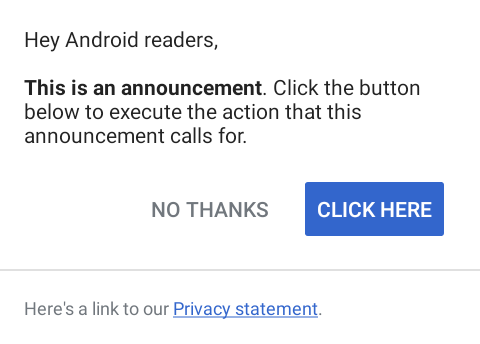 Hey Android readers,
This is an announcement. Click the button
below to execute the action that this
announcement calls for.
NO THANKS
CLICK HERE
Here's a link to our Privacy statement.